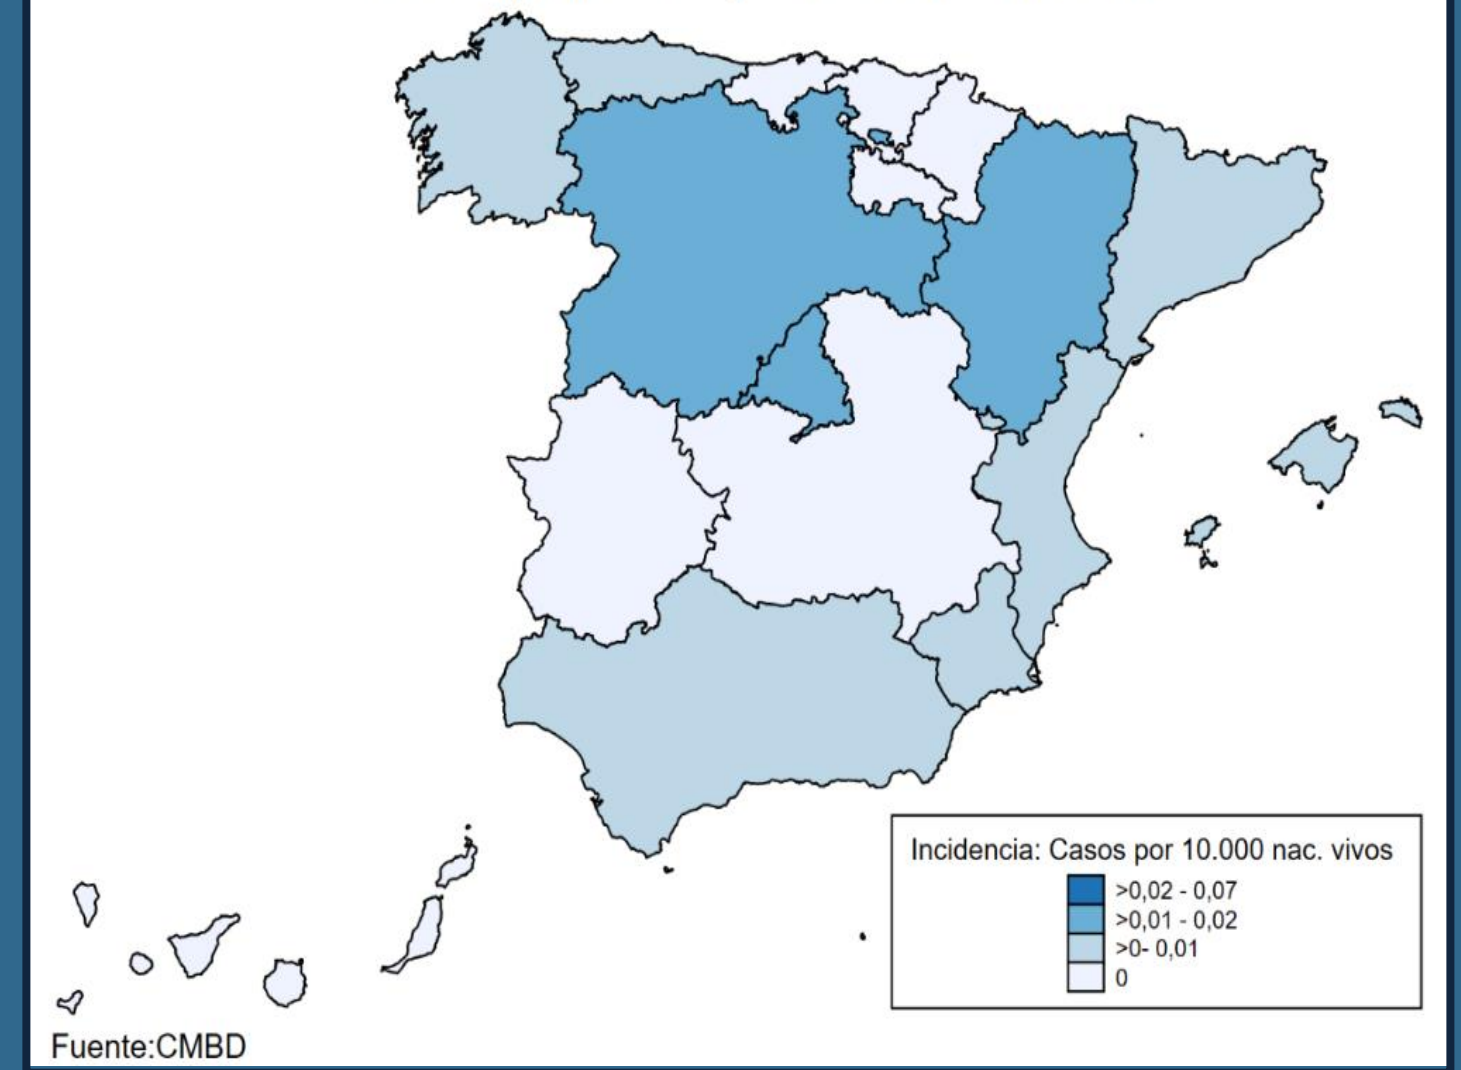 Incidencia: Casos por 10.000 nac. vivos
>0,02 - 0,07
>0,01 - 0,02
>0- 0,01
0
Fuente:CMBD